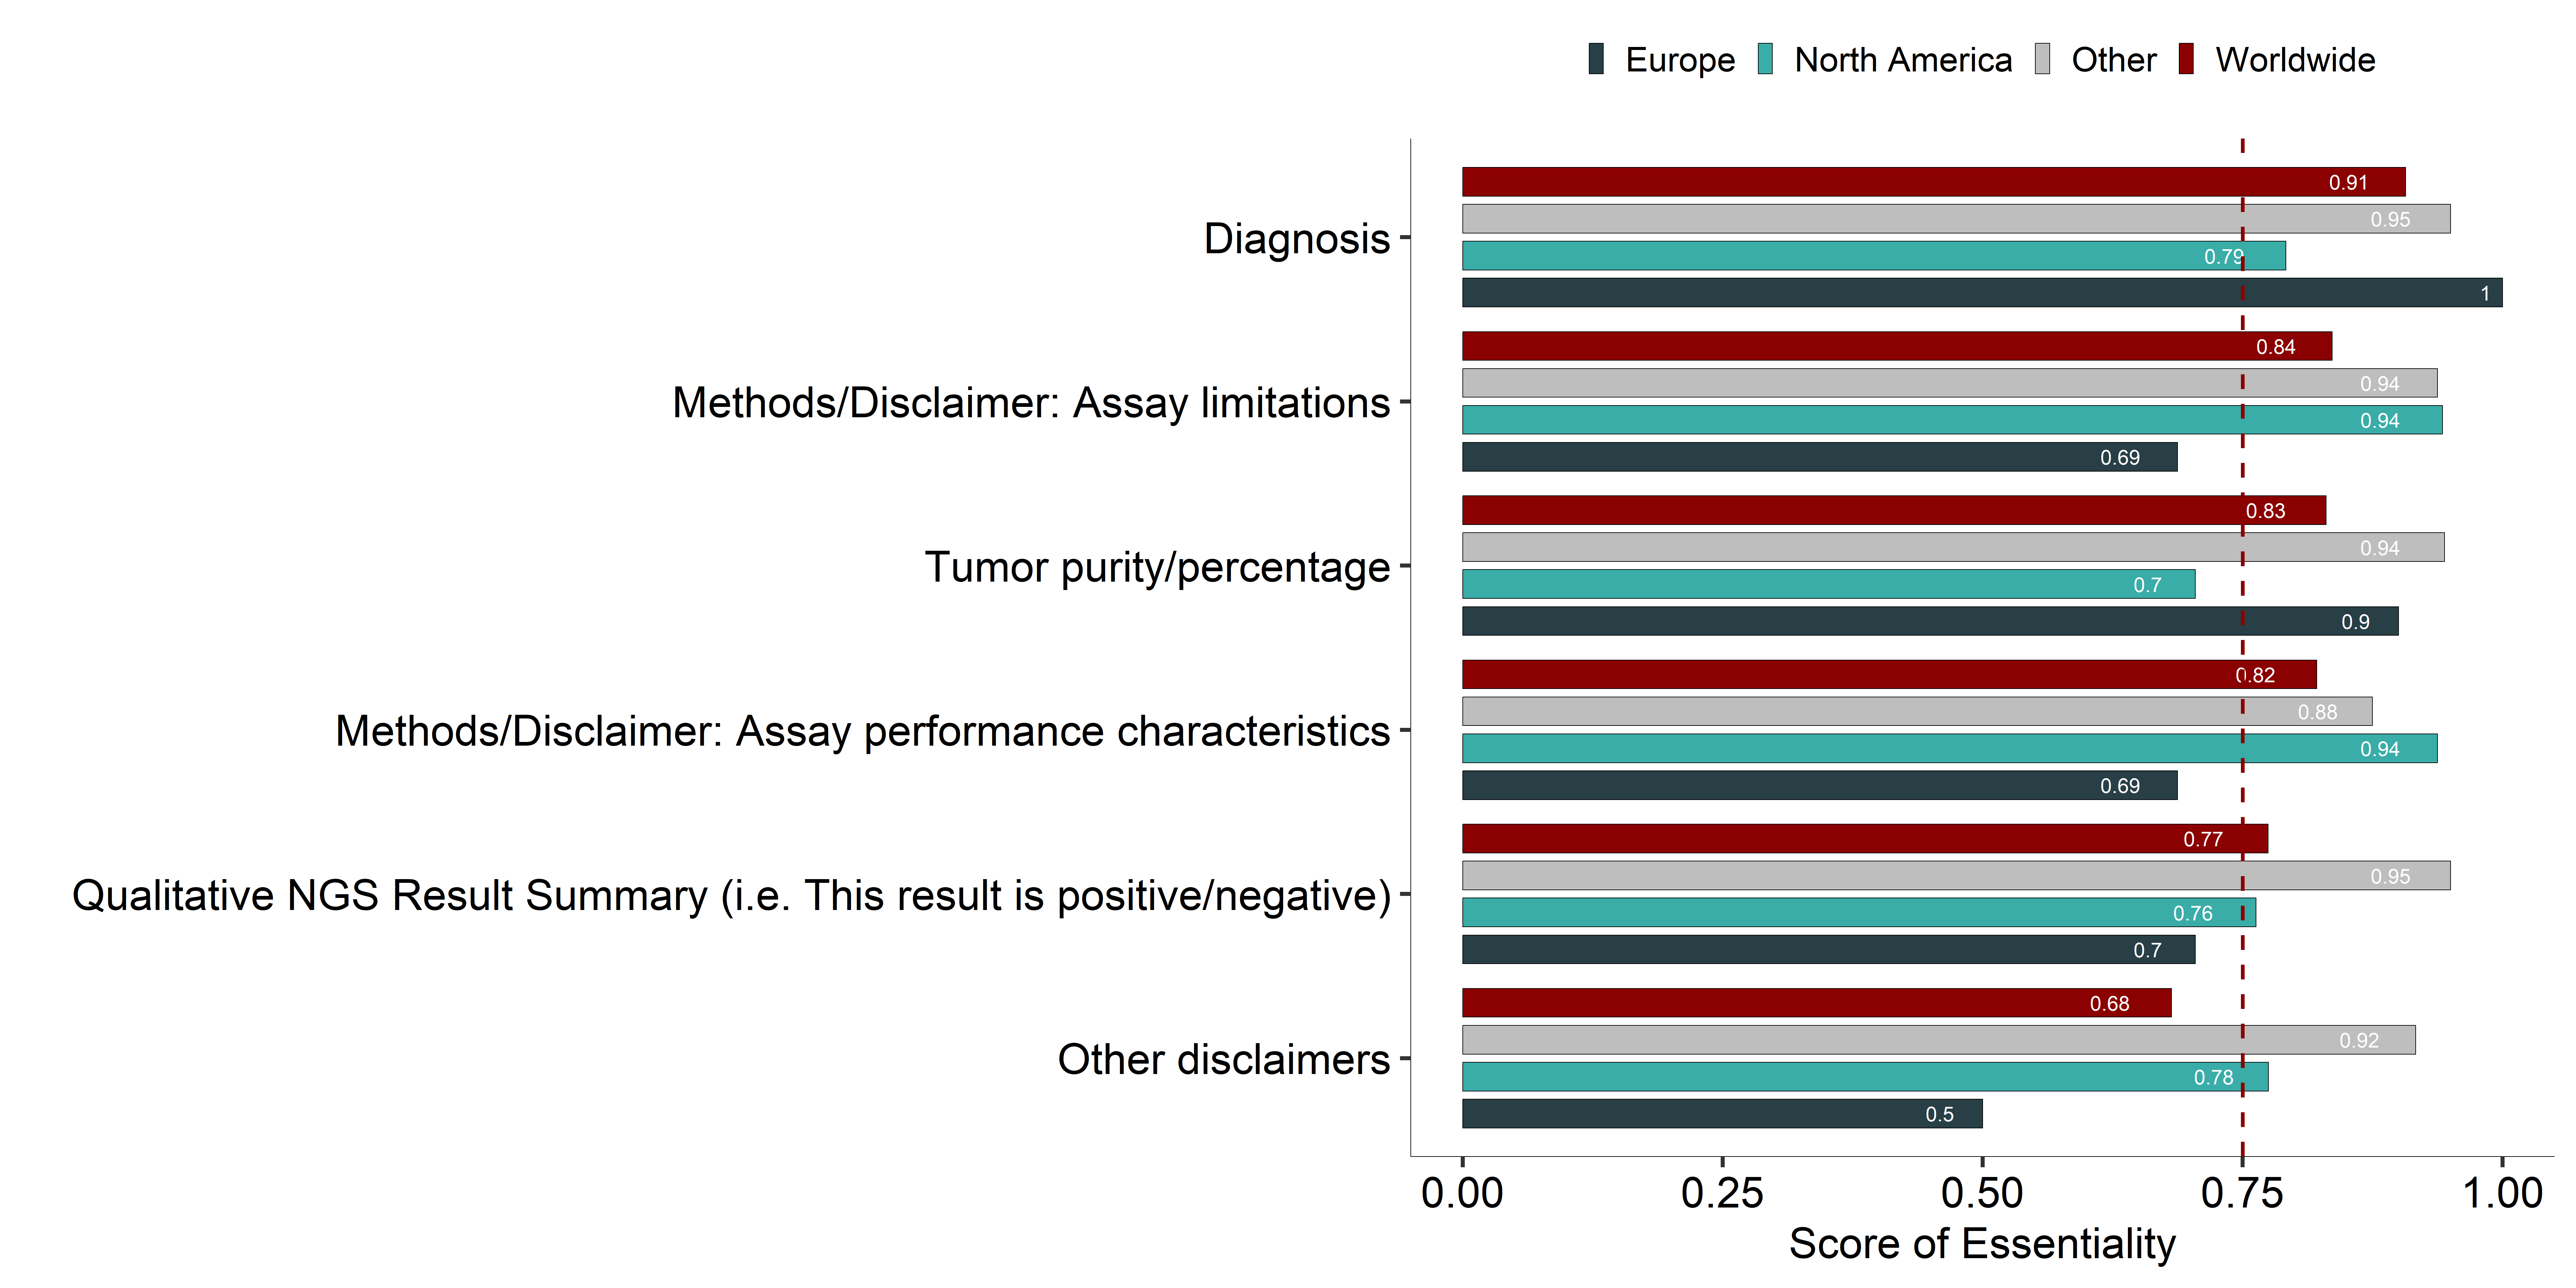 Europe North America Other Worldwide
Diagnosis
0.91
0.95
0.79
1
Methods/Disclaimer: Assay limitations
0.84
0.94
0.94
0.69
Tumor purity/percentage
0.83
0.94
0.7
0.9
Methods/Disclaimer: Assay performance characteristics
0.82
0.88
0.94
0.69
Qualitative NGS Result Summary (i.e. This result is positive/negative)
0.77
0.95
0.76
0.7
Other disclaimers
0.68
0.92
0.78
0.5
0.00 0.25 0.50 0.75 1.00
Score of Essentiality